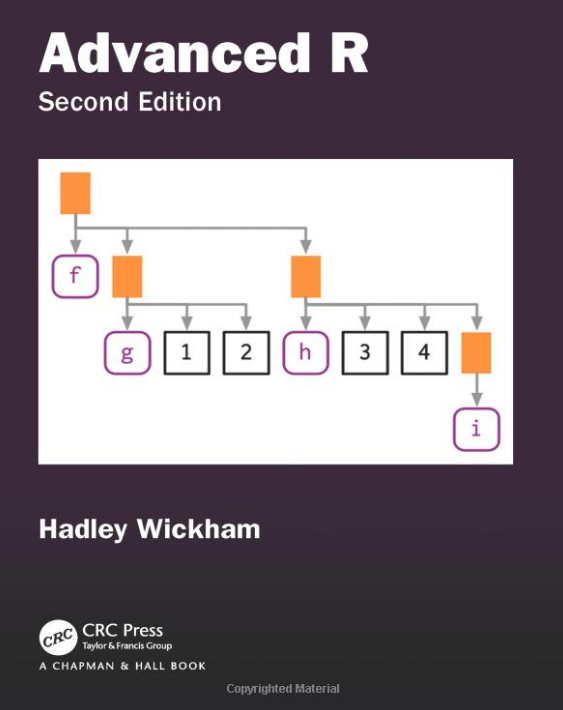 Advanced R
Second Edition
f
g 1 2 h 3 4
i
Hadley Wickham
CRC CRC Press
Taylor & Francis Group
A CHAPMAN & HALL BOOK
Copyrighted Material